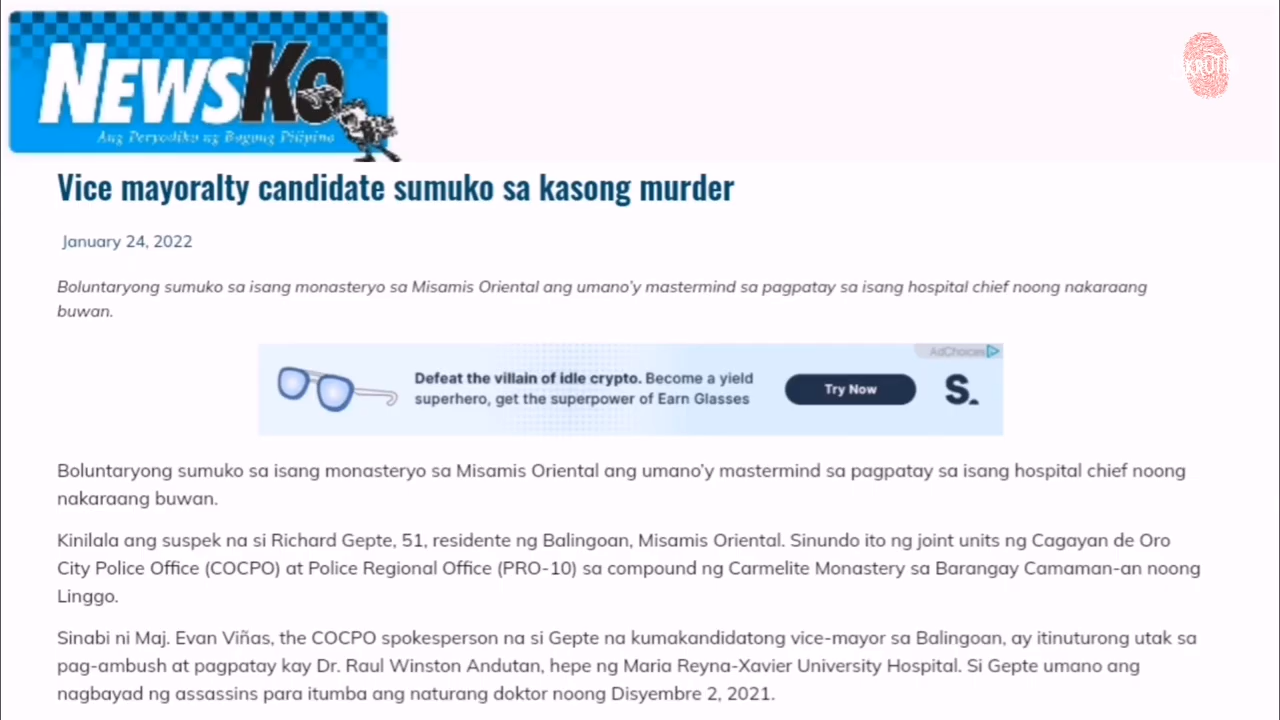 NEWSKo
Ang Peryodiko ng Bagong Pilipino
Vice mayoralty candidate sumuko sa kasong murder
January 24, 2022
Boluntaryong sumuko sa isang monasteryo sa Misamis Oriental ang umano'y mastermind sa pagpatay sa isang hospital chief noong nakaraang
buwan.
AdChoices
Defeat the villain of idle crypto. Become a yield
superhero, get the superpower of Earn Glasses
Try Now
S.
Boluntaryong sumuko sa isang monasteryo sa Misamis Oriental ang umano'y mastermind sa pagpatay sa isang hospital chief noong
nakaraang buwan.
Kinilala ang suspek na si Richard Gepte, 51, residente ng Balingoan, Misamis Oriental. Sinundo ito ng joint units ng Cagayan de Oro
City Police Office (COCPO) at Police Regional Office (PRO-10) sa compound ng Carmelite Monastery sa Barangay Camaman-an noong
Linggo.
Sinabi ni Maj. Evan Viñas, the COCPO spokesperson na si Gepte na kumakandidatong vice-mayor sa Balingoan, ay itinuturong utak sa
pag-ambush at pagpatay kay Dr. Raul Winston Andutan, hepe ng Maria Reyna-Xavier University Hospital. Si Gepte umano ang
nagbayad ng assassins para itumba ang naturang doktor noong Disyembre 2, 2021.